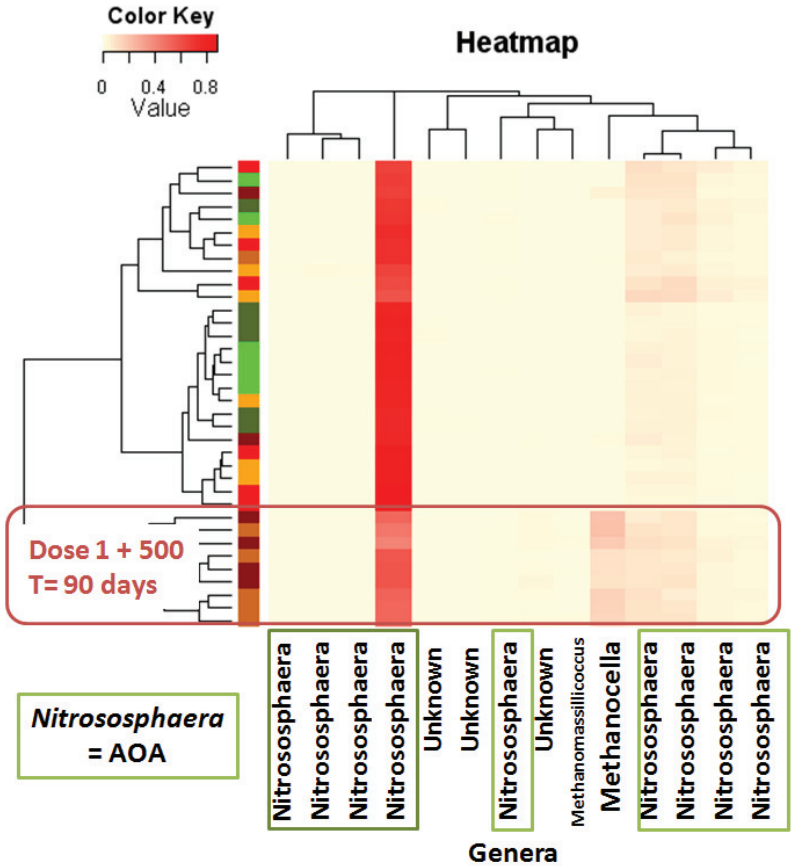 Color Key
0 0.4 0.8
Value
Heatmap
Dose 1 + 500
T= 90 days
Nitrososphaera
= AOA
Nitrososphaera
Nitrososphaera
Nitrososphaera
Nitrososphaera
Unknown
Unknown
Nitrososphaera
Unknown
Methanomassillicoccus
Methanocella
Nitrososphaera
Nitrososphaera
Nitrososphaera
Nitrososphaera
Genera